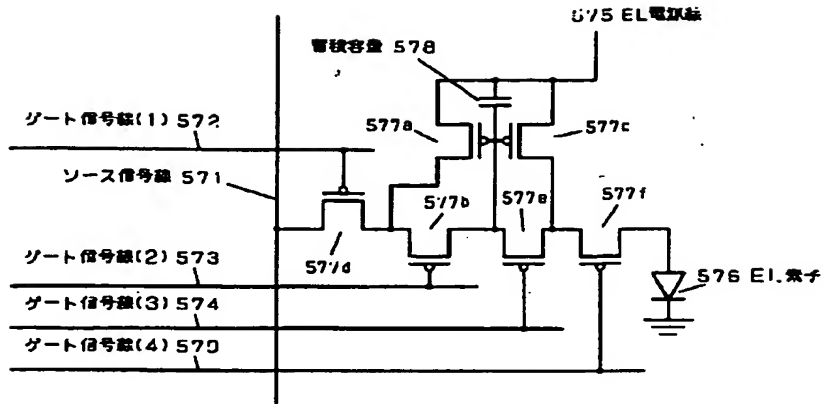 575 EL電源線
蓄積容量 578
ゲート信号線(1) 572
577a
577c
ソース信号線 571
577b
577e
577f
577d
ゲート信号線(2) 573
576 EL素子
ゲート信号線(3) 574
ゲート信号線(4)